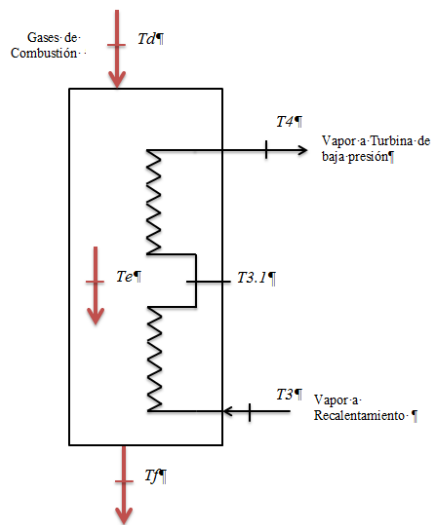 Gases·de·
Combustión··
Td¶
T4¶
Vapor·a·Turbina·de
baja·presión¶
Te¶
T3.1¶
T3¶
Vapor·a·
Recalentamiento·¶
Tf¶